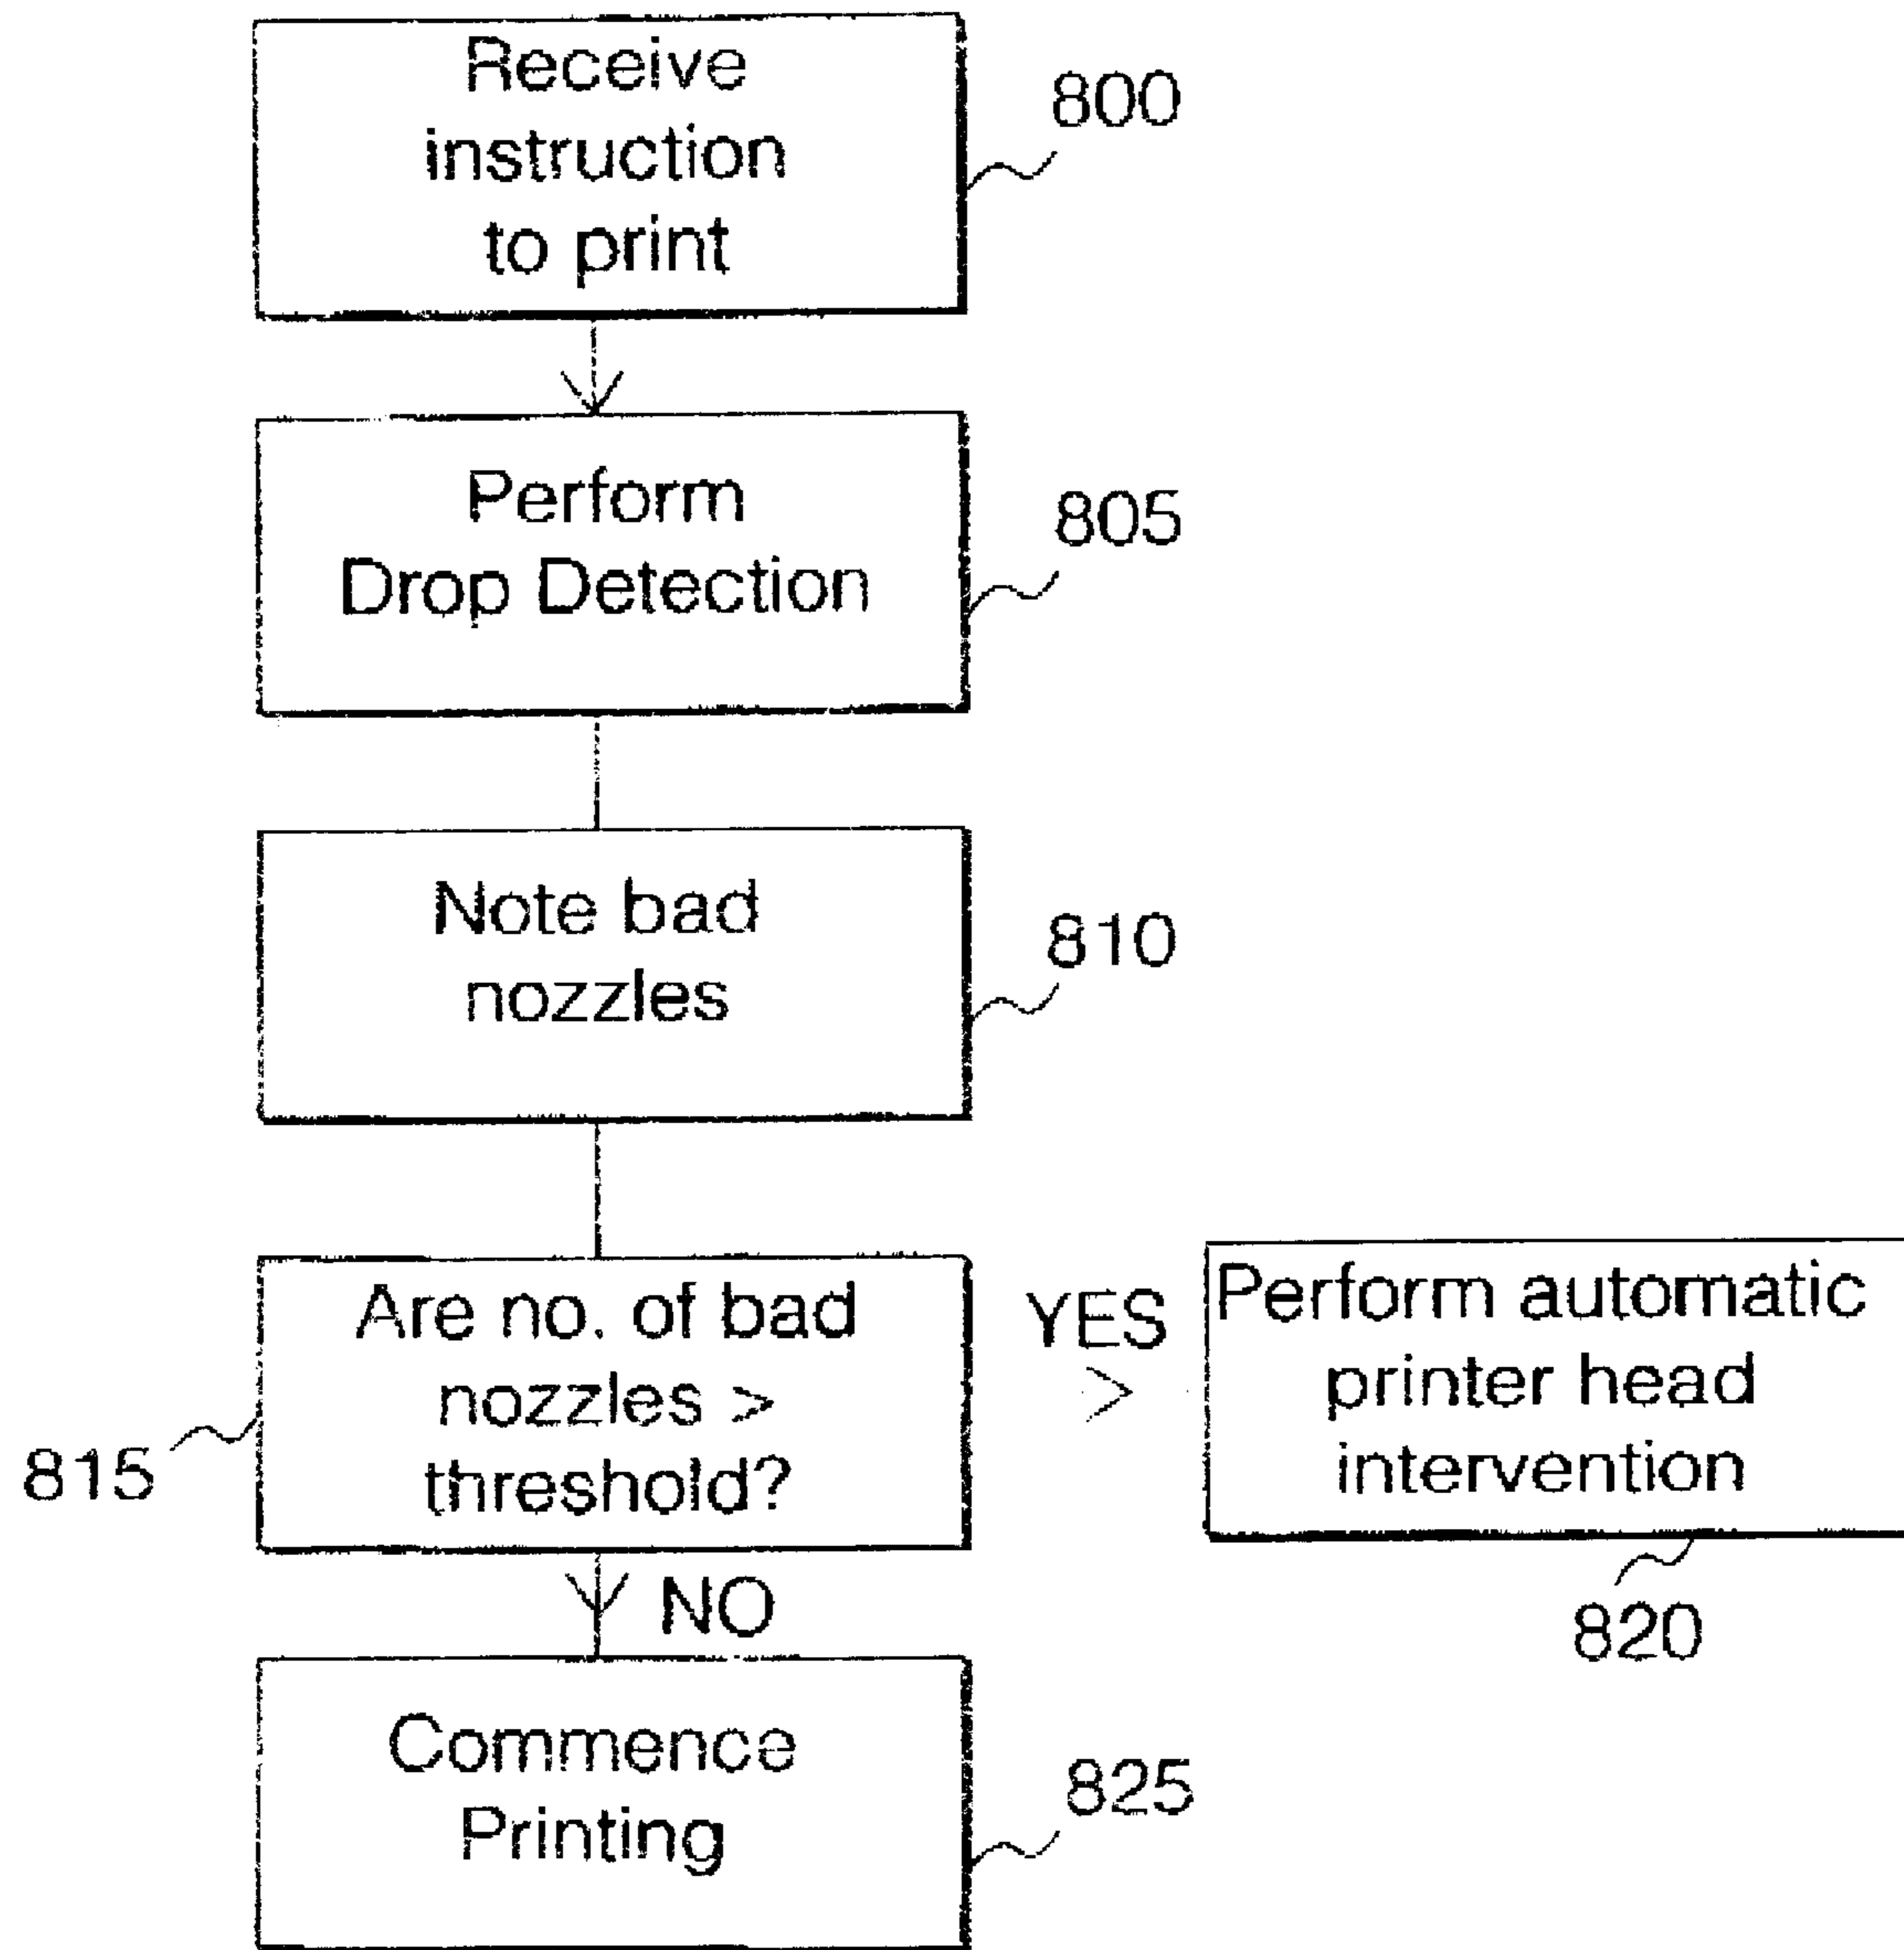 Receive
instruction
to print
800
Perform
Drop Detection
805
Note bad
nozzles
810
Are no. of bad
nozzles >
threshold?
815
YES
Perform automatic
printer head
intervention
820
NO
Commence
Printing
825